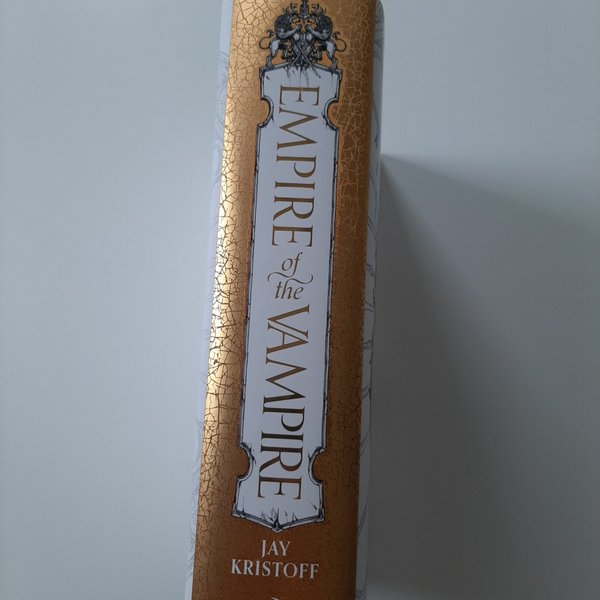 EMPIRE of the VAMPIRE
JAY
KRISTOFF